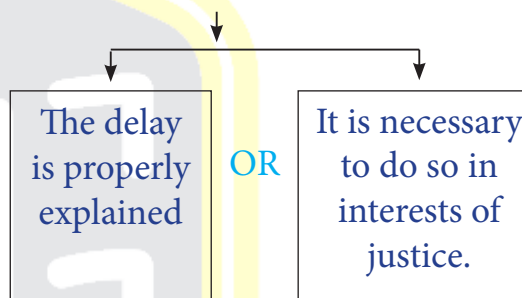 The delay
is properly
explained
OR
It is necessary
to do so in
interests of
justice.